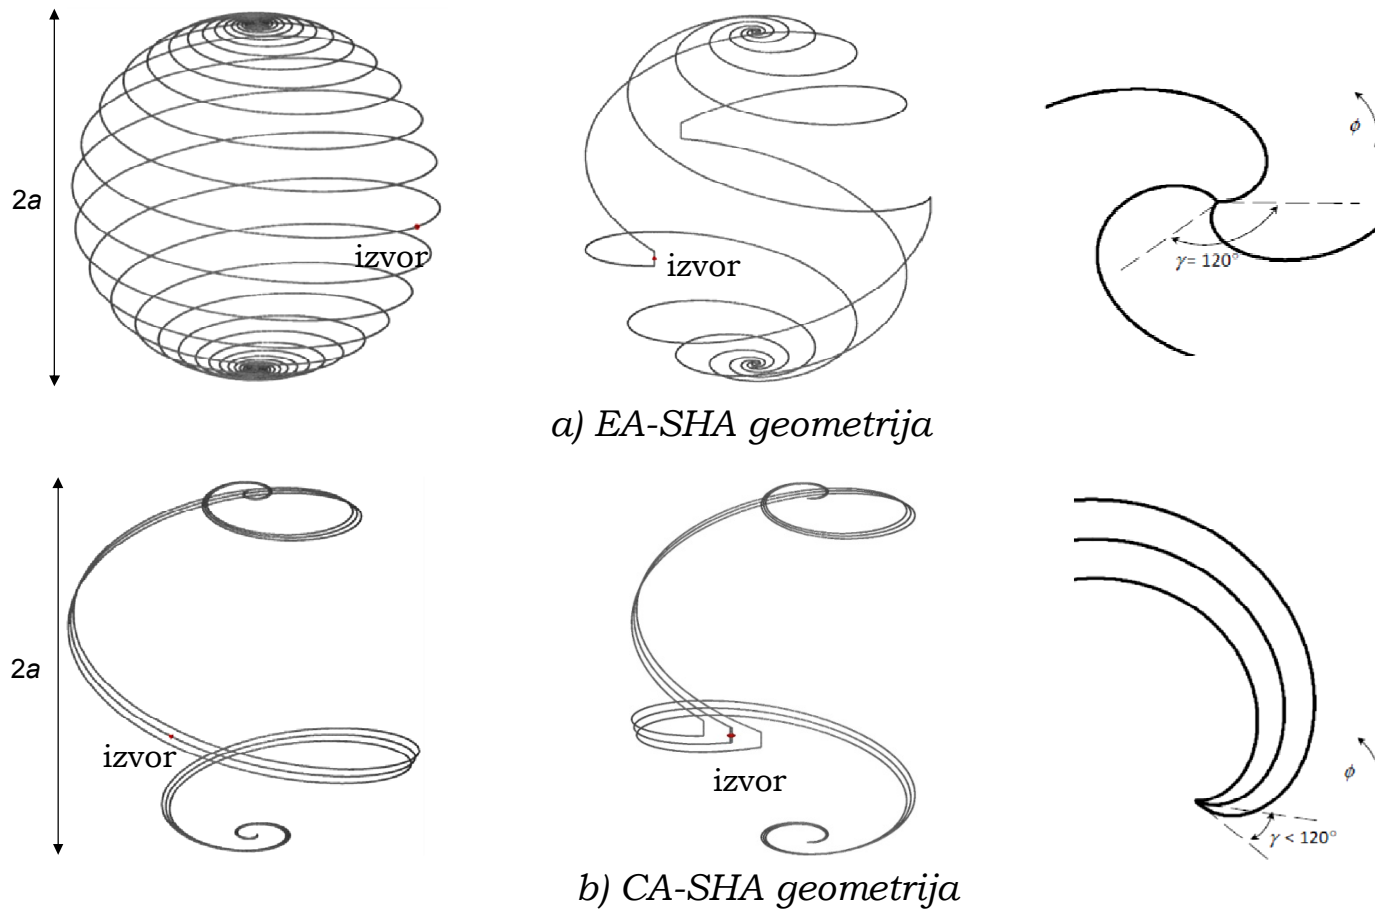 2a
izvor
izvor
ϕ
γ = 120°
a) EA-SHA geometrija
2a
izvor
izvor
ϕ
γ < 120°
b) CA-SHA geometrija